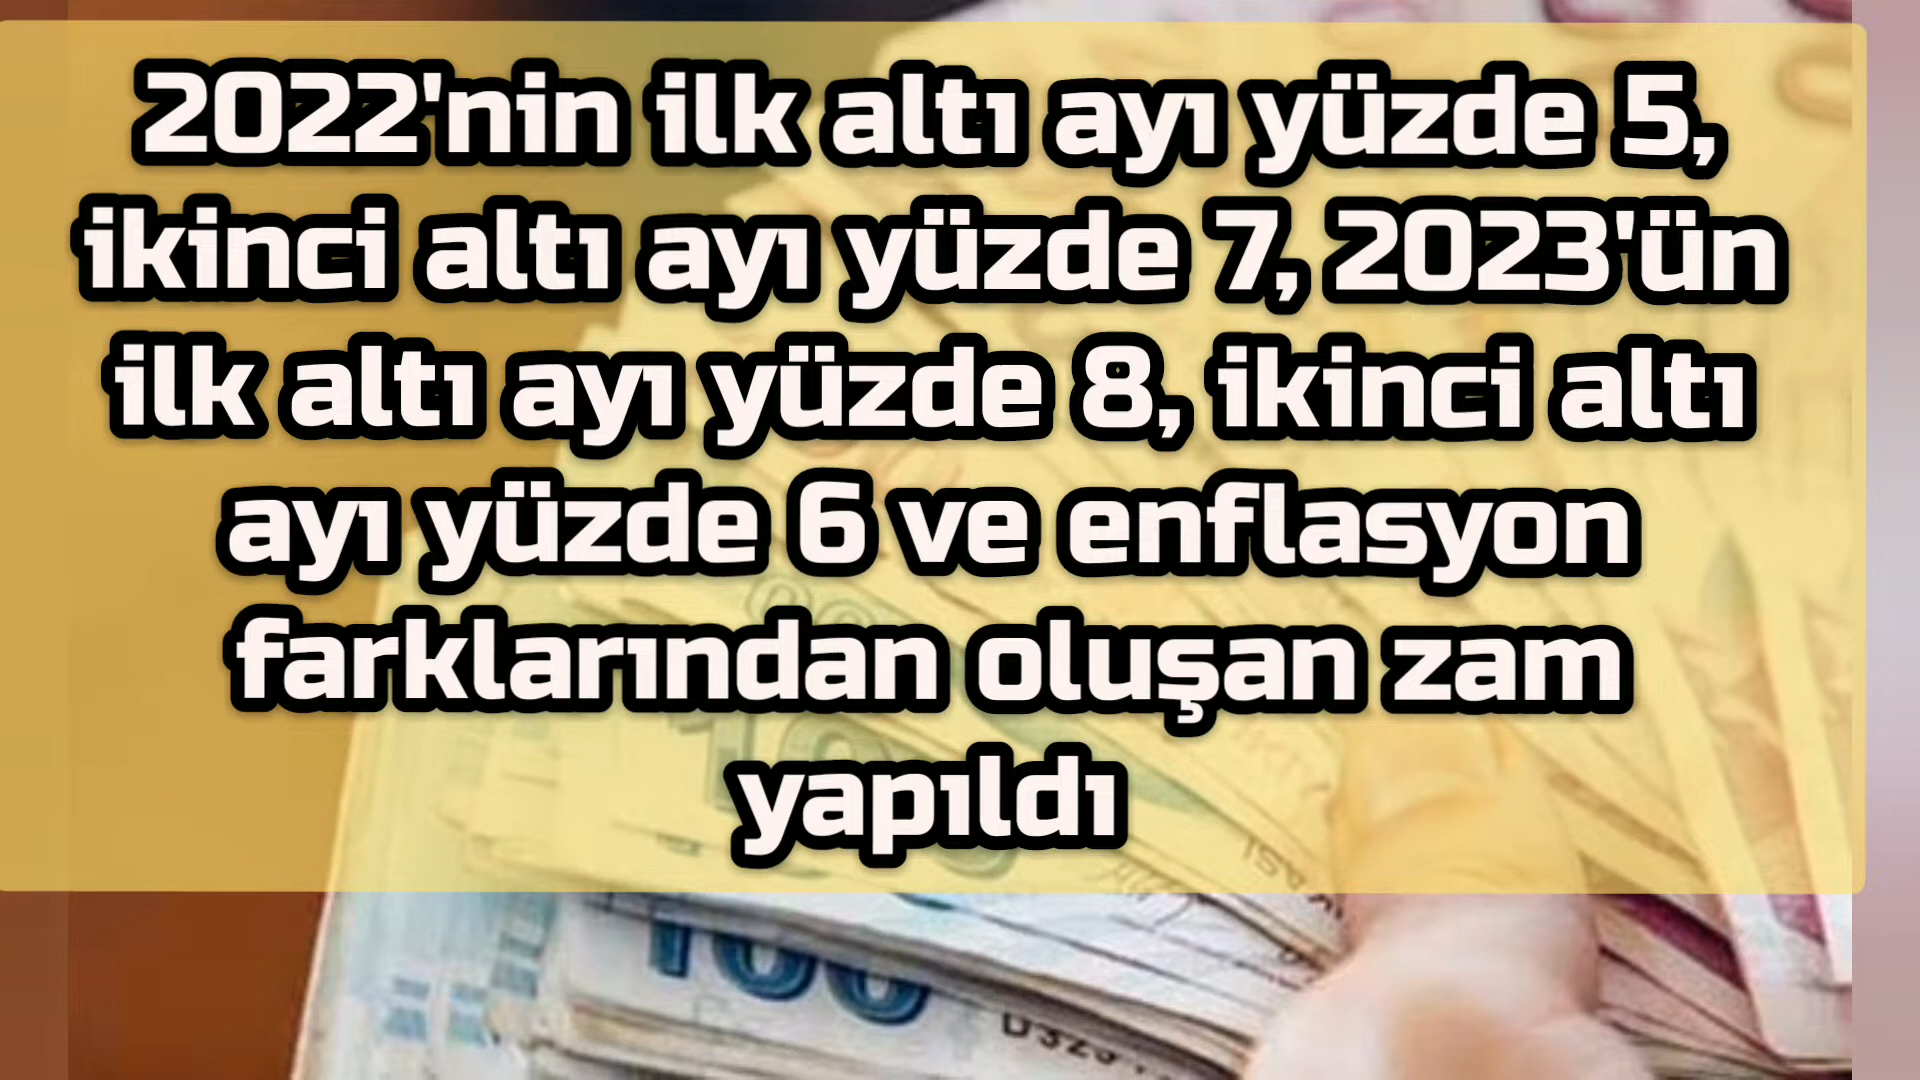 2022'nin ilk altı ayı yüzde 5,
ikinci altı ayı yüzde 7, 2023'ün
ilk altı ayı yüzde 8, ikinci altı
ayı yüzde 6 ve enflasyon
farklarından oluşan zam
yapıldı
100